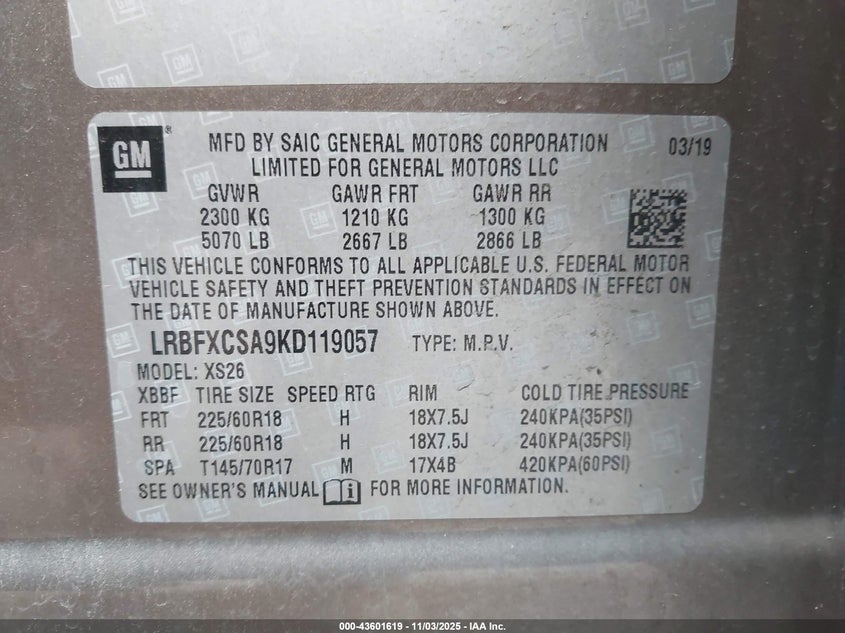 GM
MFD BY SAIC GENERAL MOTORS CORPORATION 03/19
LIMITED FOR GENERAL MOTORS LLC
GVWR GAWR FRT GAWR RR
2300 KG 1210 KG 1300 KG
5070 LB 2667 LB 2866 LB
THIS VEHICLE CONFORMS TO ALL APPLICABLE U.S. FEDERAL MOTOR
VEHICLE SAFETY AND THEFT PREVENTION STANDARDS IN EFFECT ON
THE DATE OF MANUFACTURE SHOWN ABOVE.
LRBFXCSA9KD119057 TYPE: M.P.V.
MODEL: XS26
XBBF TIRE SIZE SPEED RTG RIM COLD TIRE PRESSURE
FRT 225/60R18 H 18X7.5J 240KPA(35PSI)
RR 225/60R18 H 18X7.5J 240KPA(35PSI)
SPA T145/70R17 M 17X4B 420KPA(60PSI)
SEE OWNER'S MANUAL FOR MORE INFORMATION.
000-43601619 - 11/03/2025 - IAA Inc.